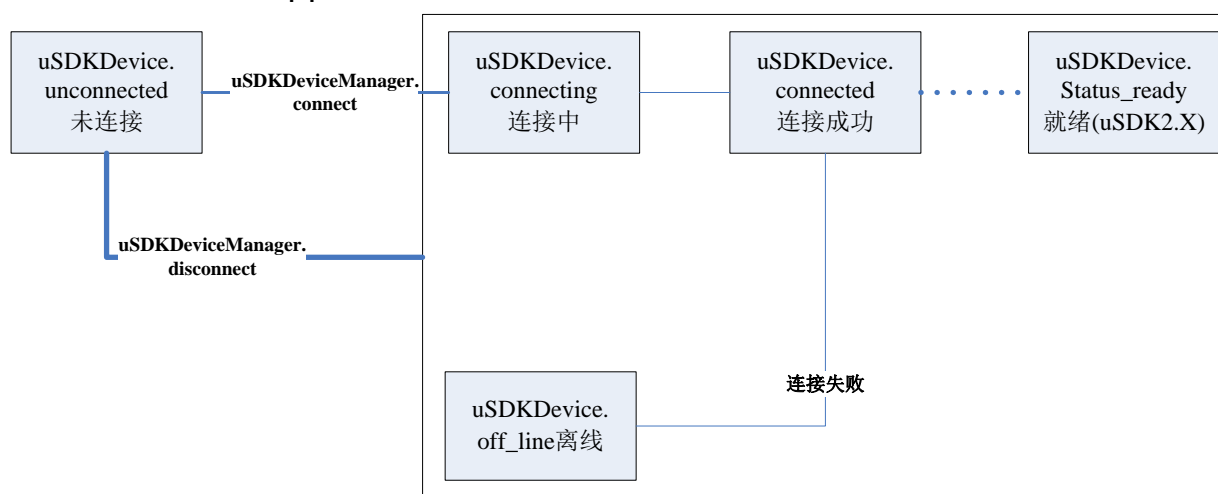 uSDKDevice.
unconnected
未连接
uSDKDeviceManager.
connect
uSDKDevice.
connecting
连接中
uSDKDevice.
connected
连接成功
uSDKDevice.
Status_ready
就绪(uSDK2.X)
uSDKDeviceManager.
disconnect
连接失败
uSDKDevice.
off_line离线